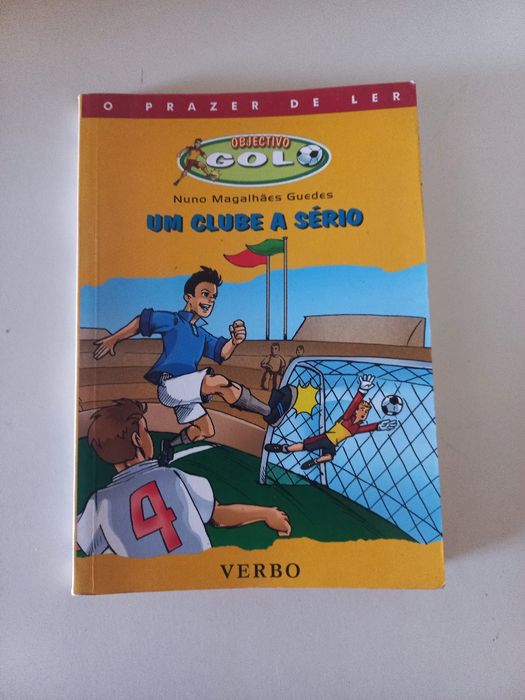 O PRAZER DE LER
OBJECTIVO
GOLO
Nuno Magalhães Guedes
UM CLUBE A SÉRIO
4
VERBO